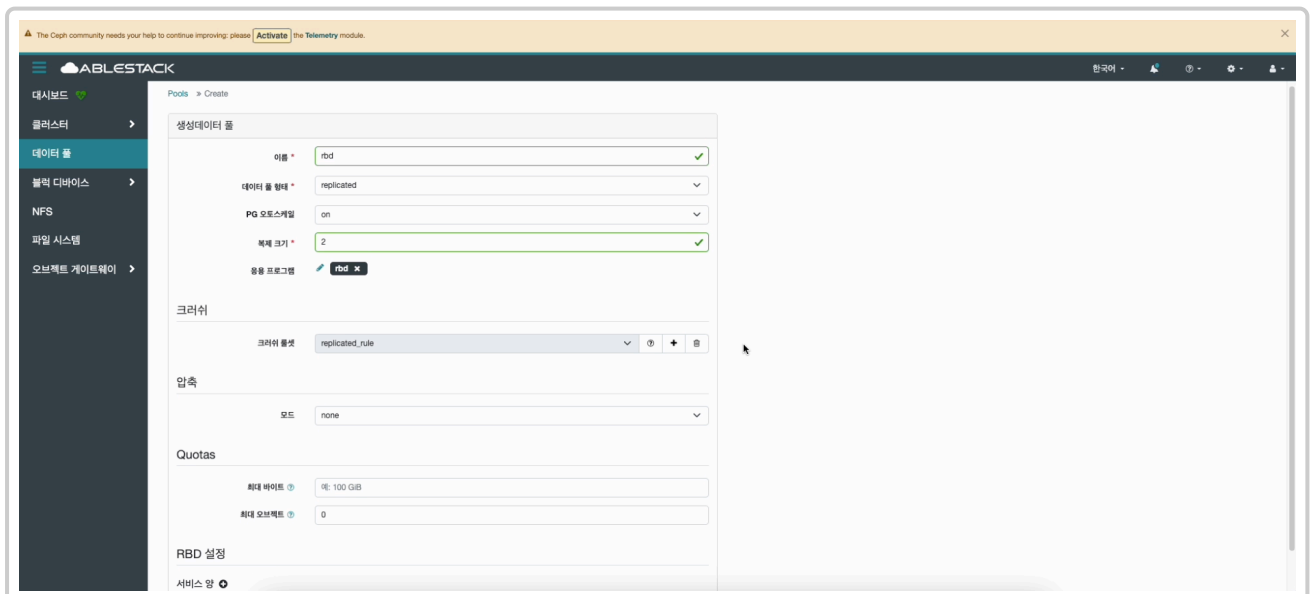 The Ceph community needs your help to continue improving: please Activate the Telemetry module.
ABLESTACK
한국어
대시보드
Pools » Create
클러스터
생성데이터 풀
데이터 풀
이름 * rbd
블럭 디바이스
데이터 풀 형태 * replicated
NFS
PG 오토스케일 on
파일 시스템
복제 크기 * 2
오브젝트 게이트웨이
응용 프로그램 rbd
크러쉬
크러쉬 룰셋 replicated_rule
압축
모드 none
Quotas
최대 바이트 예: 100 GiB
최대 오브젝트 0
RBD 설정
서비스 양